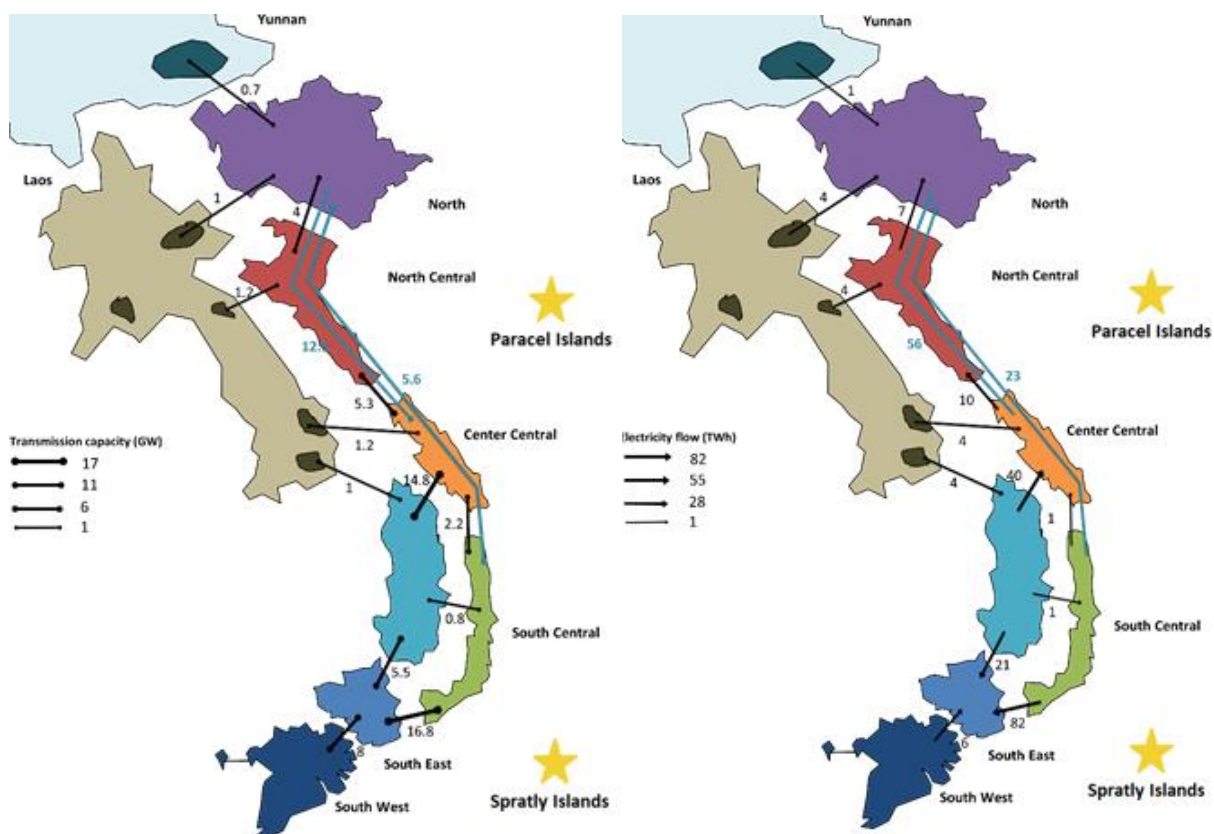 Yunnan
0.7
Laos
1
4
North
North Central
1.2
Paracel Islands
5.6
5.3
Center Central
1.2
Transmission capacity (GW)
17
11
6
1
1
14.8
2.2
0.8
South Central
5.5
16.8
8
South East
South West
Spratly Islands
Yunnan
1
Laos
4
7
North
North Central
4
Paracel Islands
56
23
10
Center Central
4
Electricity flow (TWh)
82
55
28
1
4
40
1
1
South Central
21
82
6
South East
South West
Spratly Islands